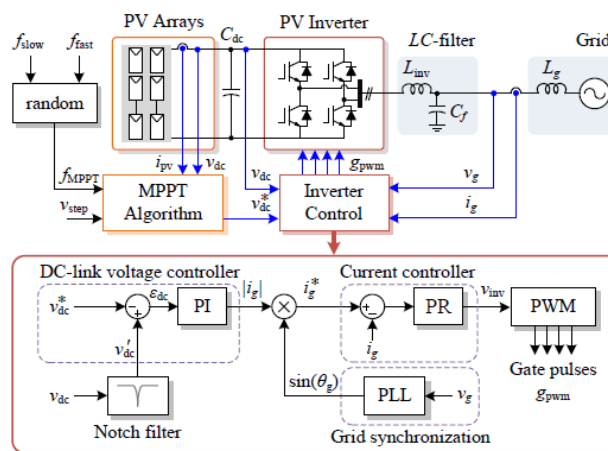 PV Arrays
C_dc
PV Inverter
f_slow
f_fast
LC-filter
Grid
L_inv
L_g
random
C_f
i_pv
v_dc
v_dc
g_pwm
f_MPPT
v_g
MPPT
Algorithm
Inverter
Control
v_step
v*_dc
i_g
DC-link voltage controller
Current controller
v*_dc
−
+
ε_dc
PI
|i_g|
×
i_g*
+
−
PR
v_inv
PWM
v′_dc
i_g
Gate pulses
g_pwm
sin(θ_g)
v_dc
PLL
v_g
Notch filter
Grid synchronization